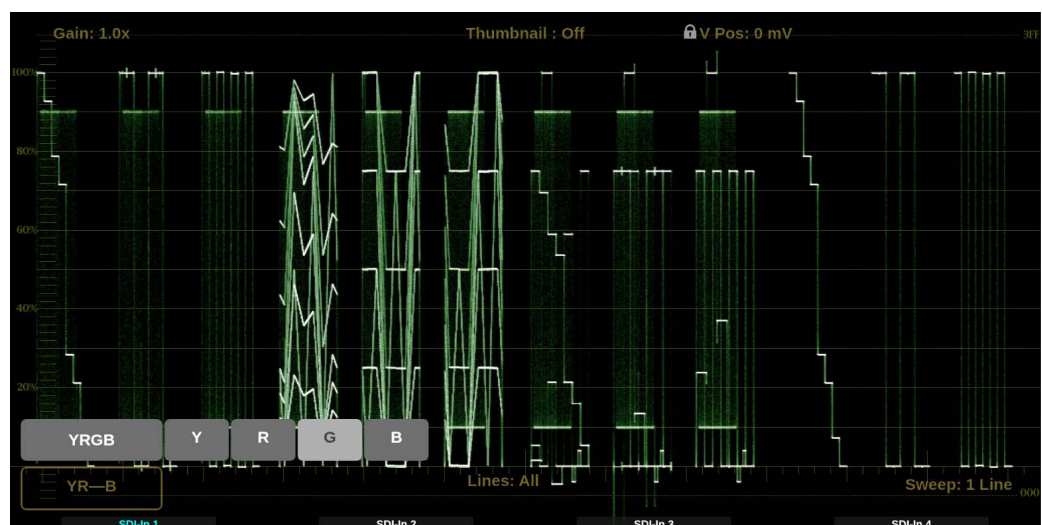 Gain: 1.0x
Thumbnail : Off
V Pos: 0 mV
3FF
100%
80%
60%
40%
20%
YRGB
Y
R
G
B
YR—B
Lines: All
Sweep: 1 Line
000
SDI-In 1
SDI-In 2
SDI-In 3
SDI-In 4